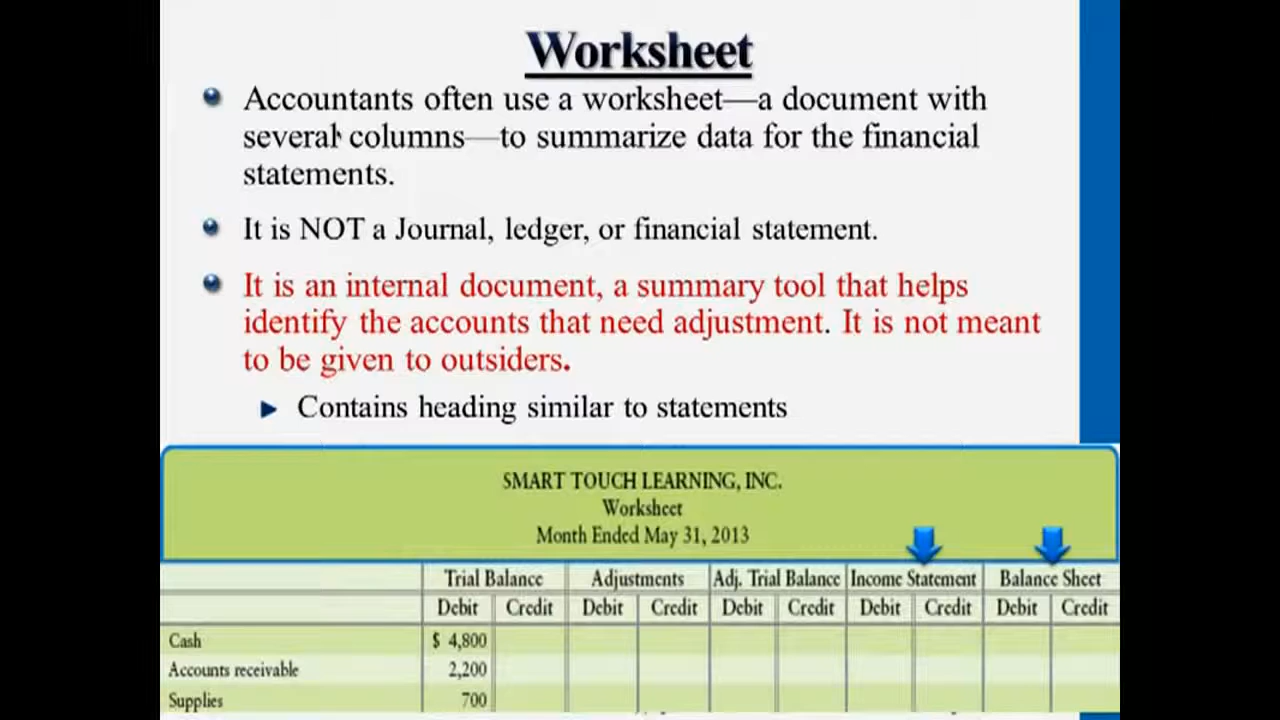 Worksheet
Accountants often use a worksheet—a document with
several columns—to summarize data for the financial
statements.
It is NOT a Journal, ledger, or financial statement.
It is an internal document, a summary tool that helps
identify the accounts that need adjustment. It is not meant
to be given to outsiders.
Contains heading similar to statements
SMART TOUCH LEARNING, INC.
Worksheet
Month Ended May 31, 2013
Trial Balance Adjustments Adj. Trial Balance Income Statement Balance Sheet
Debit Credit Debit Credit Debit Credit Debit Credit Debit Credit
Cash $ 4,800
Accounts receivable 2,200
Supplies 700